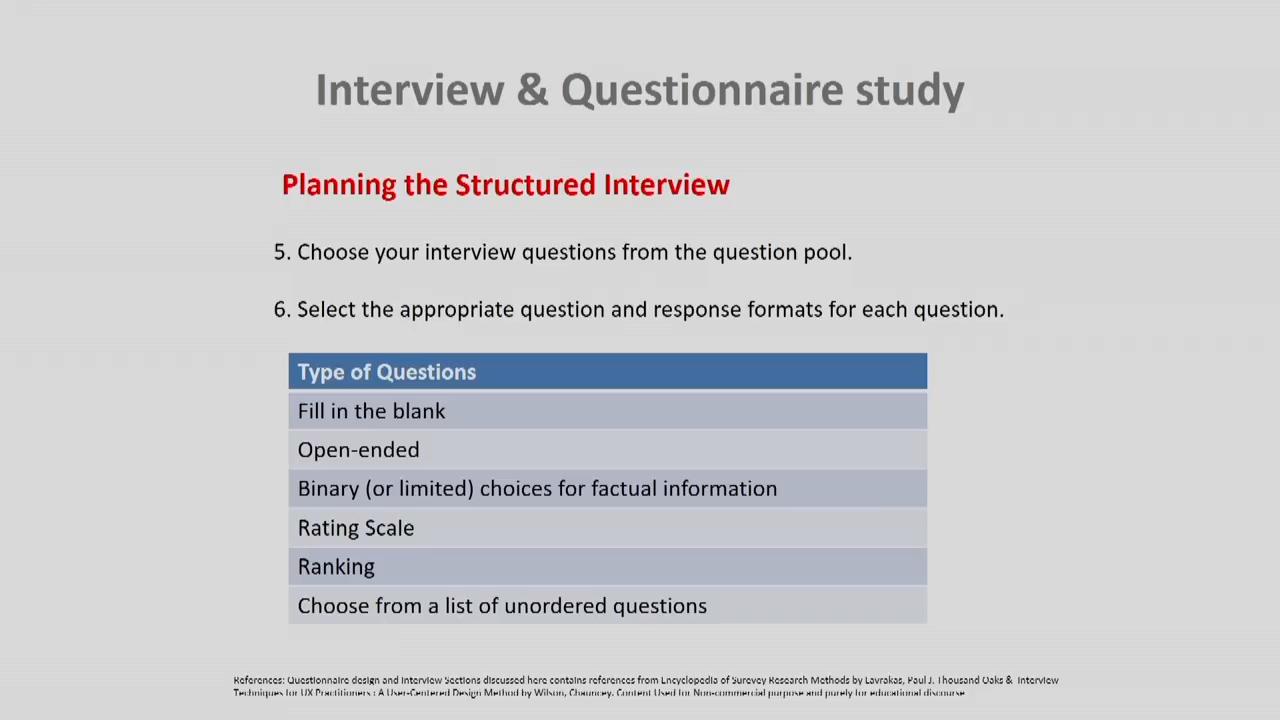 Interview & Questionnaire study
Planning the Structured Interview
5. Choose your interview questions from the question pool.
6. Select the appropriate question and response formats for each question.
Type of Questions
Fill in the blank
Open-ended
Binary (or limited) choices for factual information
Rating Scale
Ranking
Choose from a list of unordered questions
References: Questionnaire design and Interview Sections discussed here contains references from Encyclopedia of Surevey Research Methods by Lavrakas, Paul J. Thousand Oaks & Interview
Techniques for UX Practitioners : A User-Centered Design Method by Wilson, Chauncey. Content Used for Non-commercial purpose and purely for educational discourse